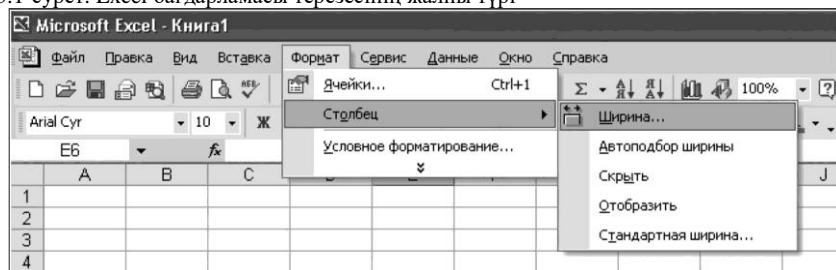 5.1-сурет. Excel бағдарламасы терезесінің жалпы түрі
Microsoft Excel - Книга1
Файл Правка Вид Вставка Формат Сервис Данные Окно Справка
Ячейки... Ctrl+1
Σ 100%
Столбец
Ширина...
Arial Cyr 10 Ж
Условное форматирование...
Автоподбор ширины
E6 fx
Скрыть
A B C J
Отобразить
1
2
Стандартная ширина...
3
4